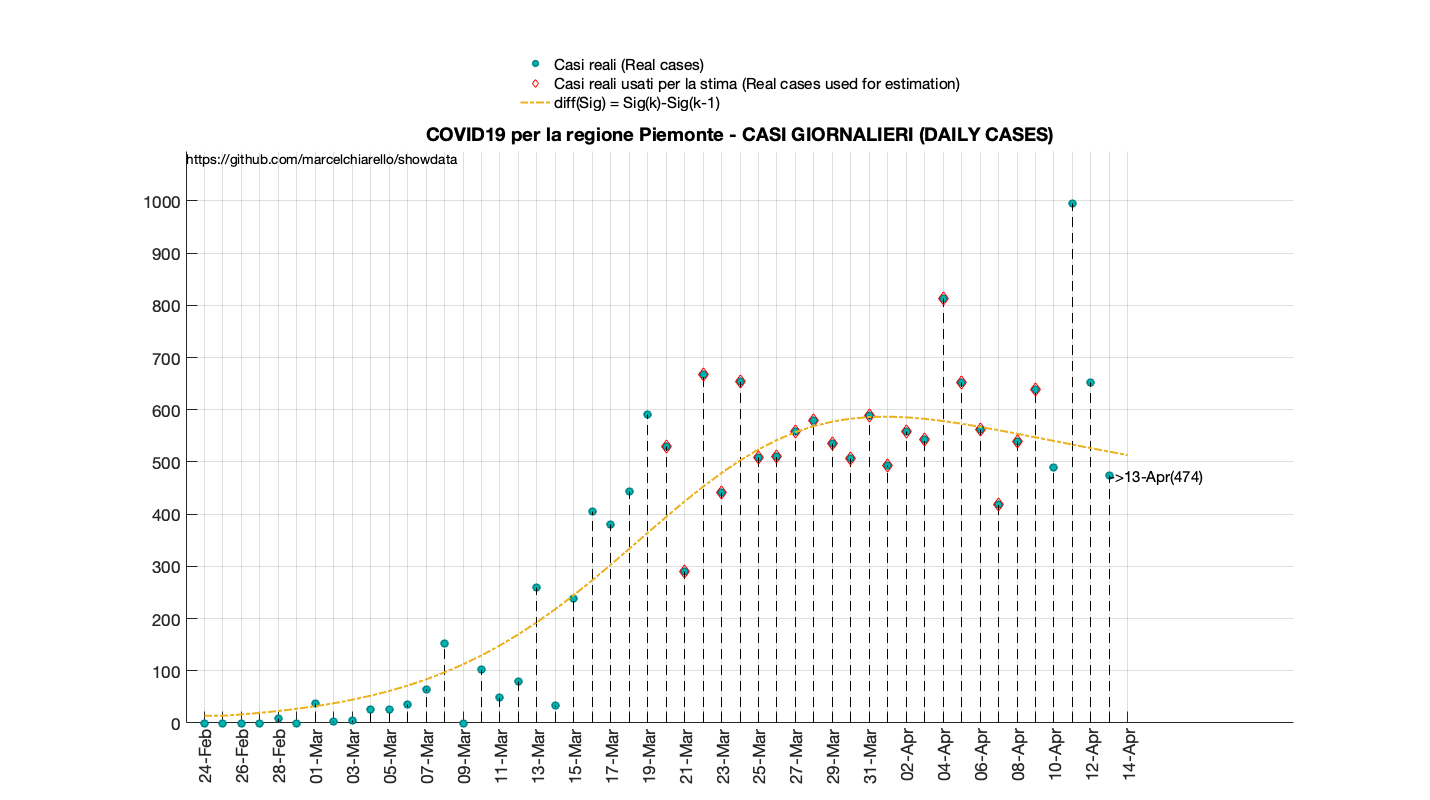 Casi reali (Real cases)
Casi reali usati per la stima (Real cases used for estimation)
diff(Sig) = Sig(k)-Sig(k-1)
COVID19 per la regione Piemonte - CASI GIORNALIERI (DAILY CASES)
https://github.com/marcelchiarello/showdata
1000
900
800
700
600
500
400
300
200
100
0
->13-Apr(474)
24-Feb
26-Feb
28-Feb
01-Mar
03-Mar
05-Mar
07-Mar
09-Mar
11-Mar
13-Mar
15-Mar
17-Mar
19-Mar
21-Mar
23-Mar
25-Mar
27-Mar
29-Mar
31-Mar
02-Apr
04-Apr
06-Apr
08-Apr
10-Apr
12-Apr
14-Apr